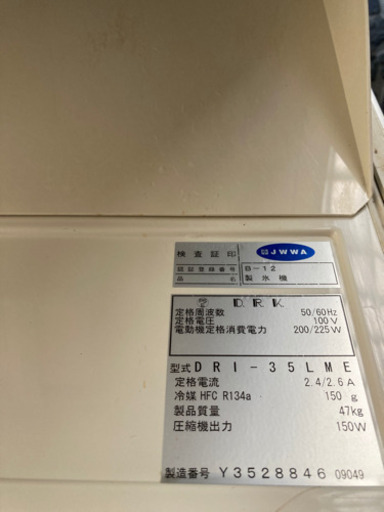 検査証印 JWWA
認証登録番号 B-12
品名 製氷機
DRK
定格周波数 50/60Hz
定格電圧 100V
電動機定格消費電力 200/225W
型式 DRI-35LME
定格電流 2.4/2.6A
冷媒 HFC R134a 150g
製品質量 47kg
圧縮機出力 150W
製造番号 Y3528846 09049